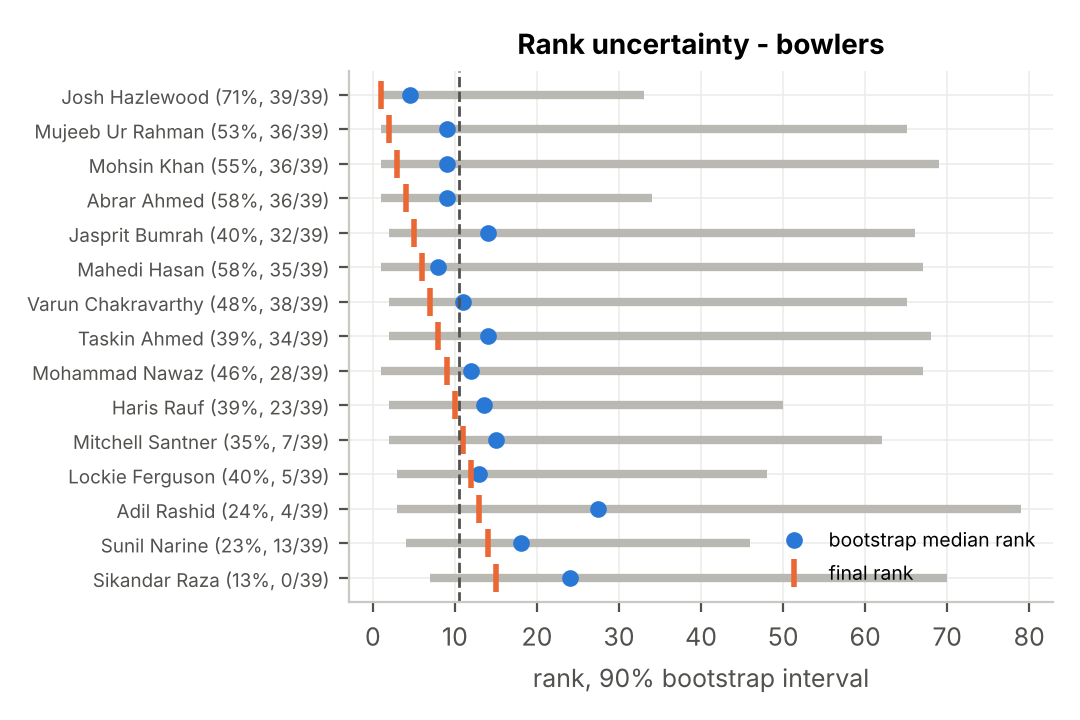 Rank uncertainty - bowlers
Josh Hazlewood (71%, 39/39)
Mujeeb Ur Rahman (53%, 36/39)
Mohsin Khan (55%, 36/39)
Abrar Ahmed (58%, 36/39)
Jasprit Bumrah (40%, 32/39)
Mahedi Hasan (58%, 35/39)
Varun Chakravarthy (48%, 38/39)
Taskin Ahmed (39%, 34/39)
Mohammad Nawaz (46%, 28/39)
Haris Rauf (39%, 23/39)
Mitchell Santner (35%, 7/39)
Lockie Ferguson (40%, 5/39)
Adil Rashid (24%, 4/39)
Sunil Narine (23%, 13/39)
Sikandar Raza (13%, 0/39)
bootstrap median rank
final rank
0 10 20 30 40 50 60 70 80
rank, 90% bootstrap interval